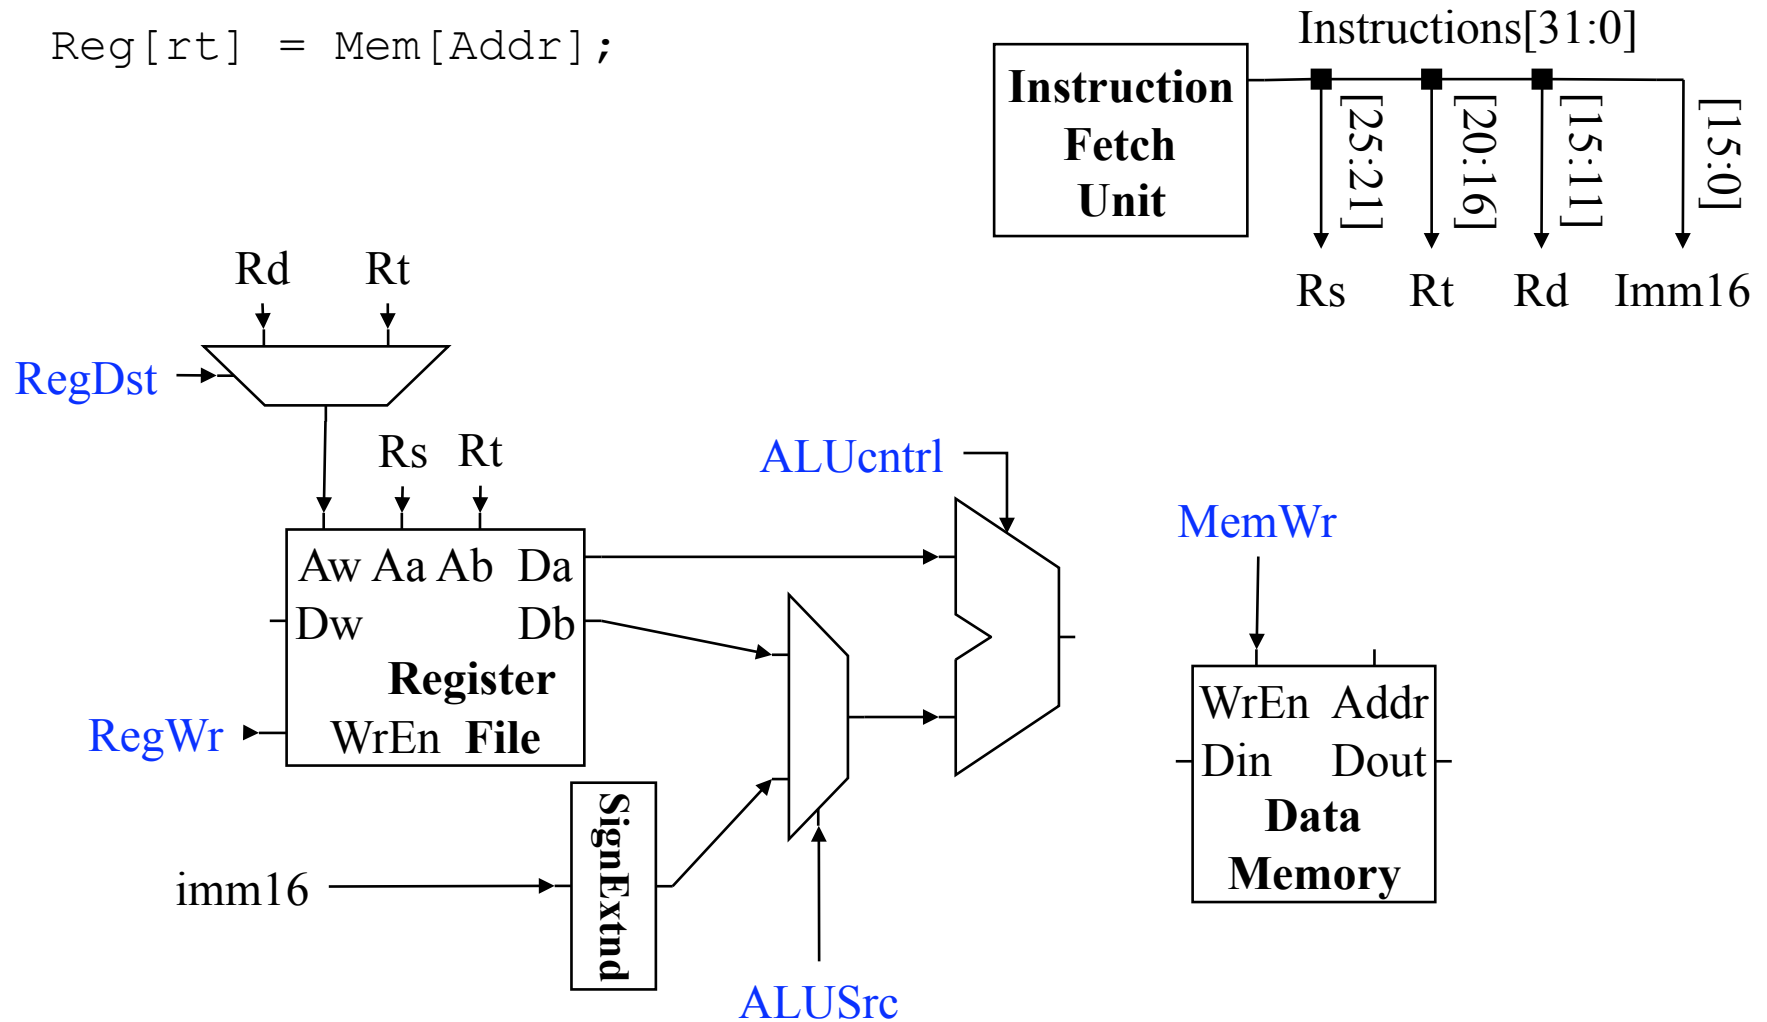 Reg[rt] = Mem[Addr];
Instructions[31:0]
Instruction
Fetch
Unit
[25:21]
[20:16]
[15:11]
[15:0]
Rs Rt Rd Imm16
Rd Rt
RegDst
Rs Rt
ALUcntrl
MemWr
Aw Aa Ab Da
Dw Db
Register
WrEn File
RegWr
WrEn Addr
Din Dout
Data
Memory
SignExtnd
imm16
ALUSrc